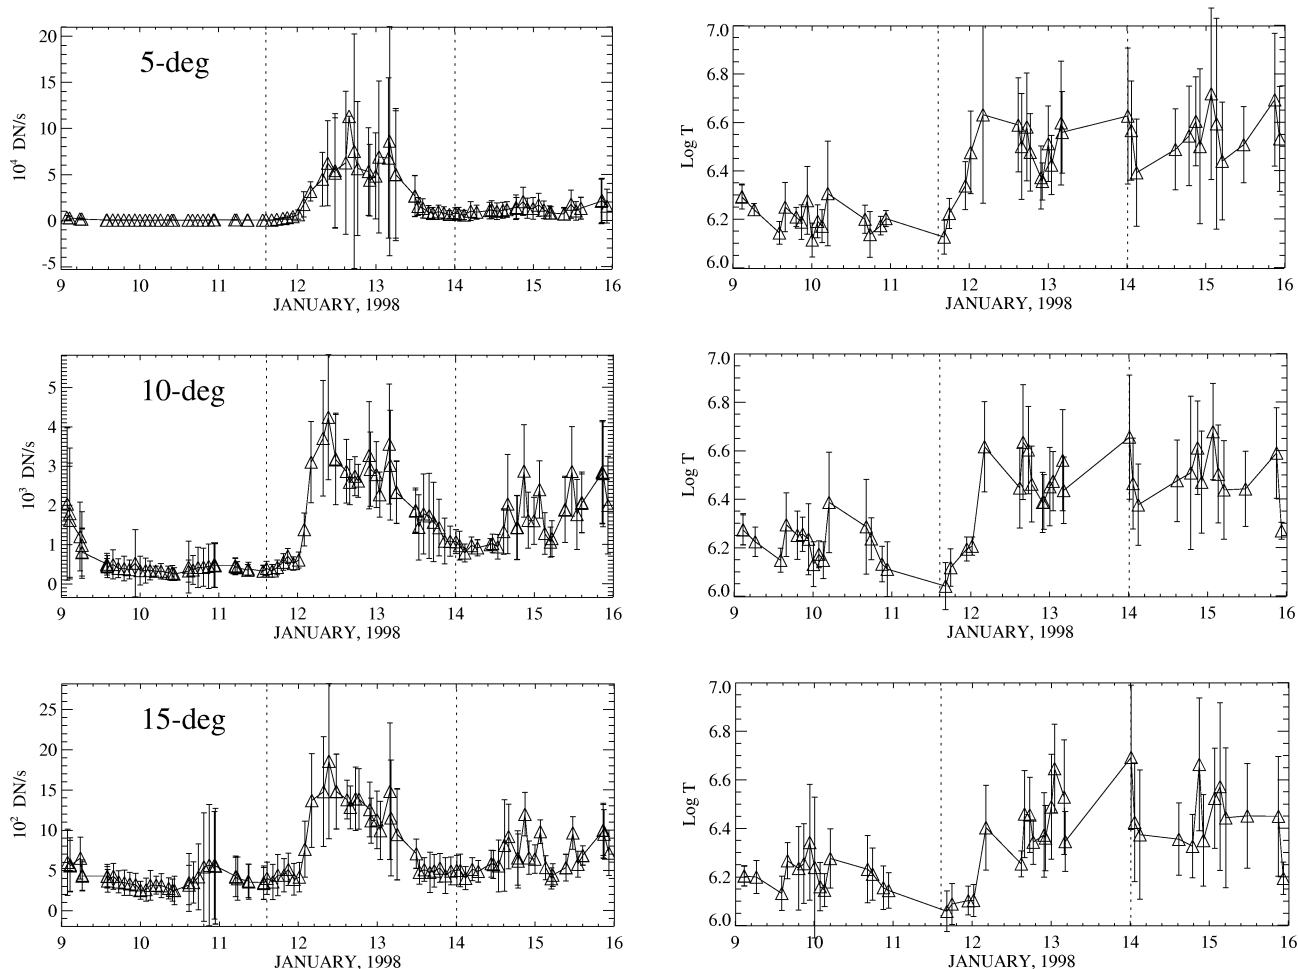 5-deg
20
15
10
5
0
-5
10⁴ DN/s
9 10 11 12 13 14 15 16
JANUARY, 1998
7.0
6.8
6.6
6.4
6.2
6.0
Log T
9 10 11 12 13 14 15 16
JANUARY, 1998
10-deg
5
4
3
2
1
0
10³ DN/s
9 10 11 12 13 14 15 16
JANUARY, 1998
7.0
6.8
6.6
6.4
6.2
6.0
Log T
9 10 11 12 13 14 15 16
JANUARY, 1998
15-deg
25
20
15
10
5
0
10² DN/s
9 10 11 12 13 14 15 16
JANUARY, 1998
7.0
6.8
6.6
6.4
6.2
6.0
Log T
9 10 11 12 13 14 15 16
JANUARY, 1998